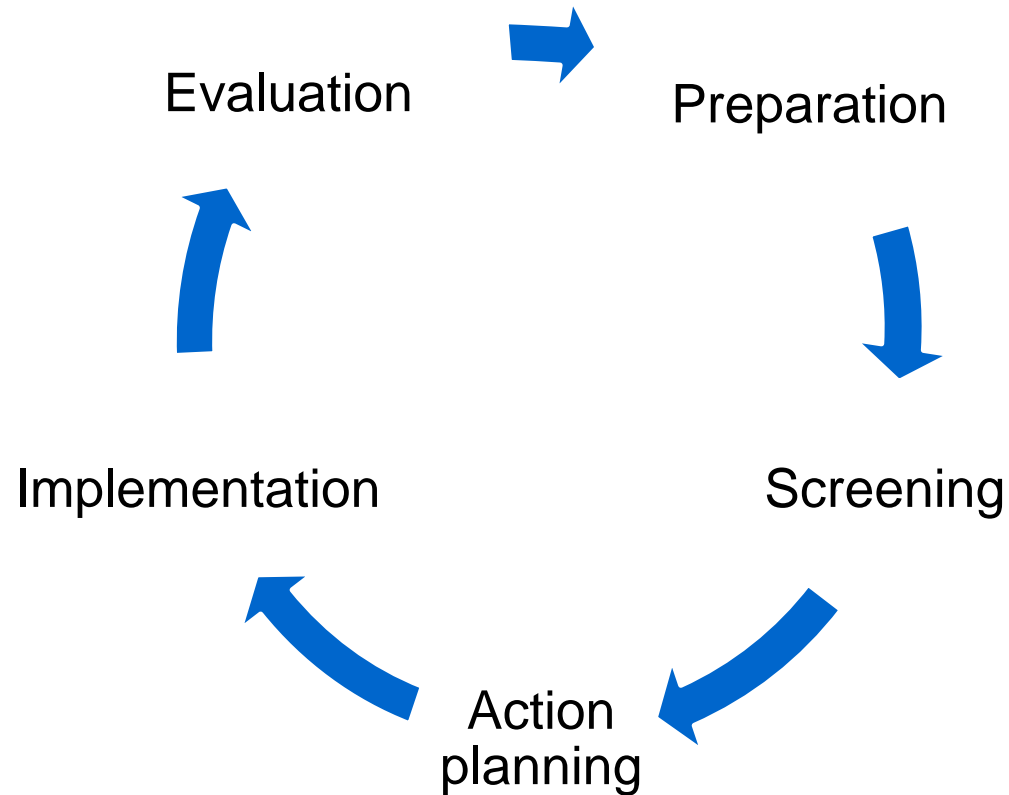 Evaluation
Preparation
Implementation
Screening
Action
planning